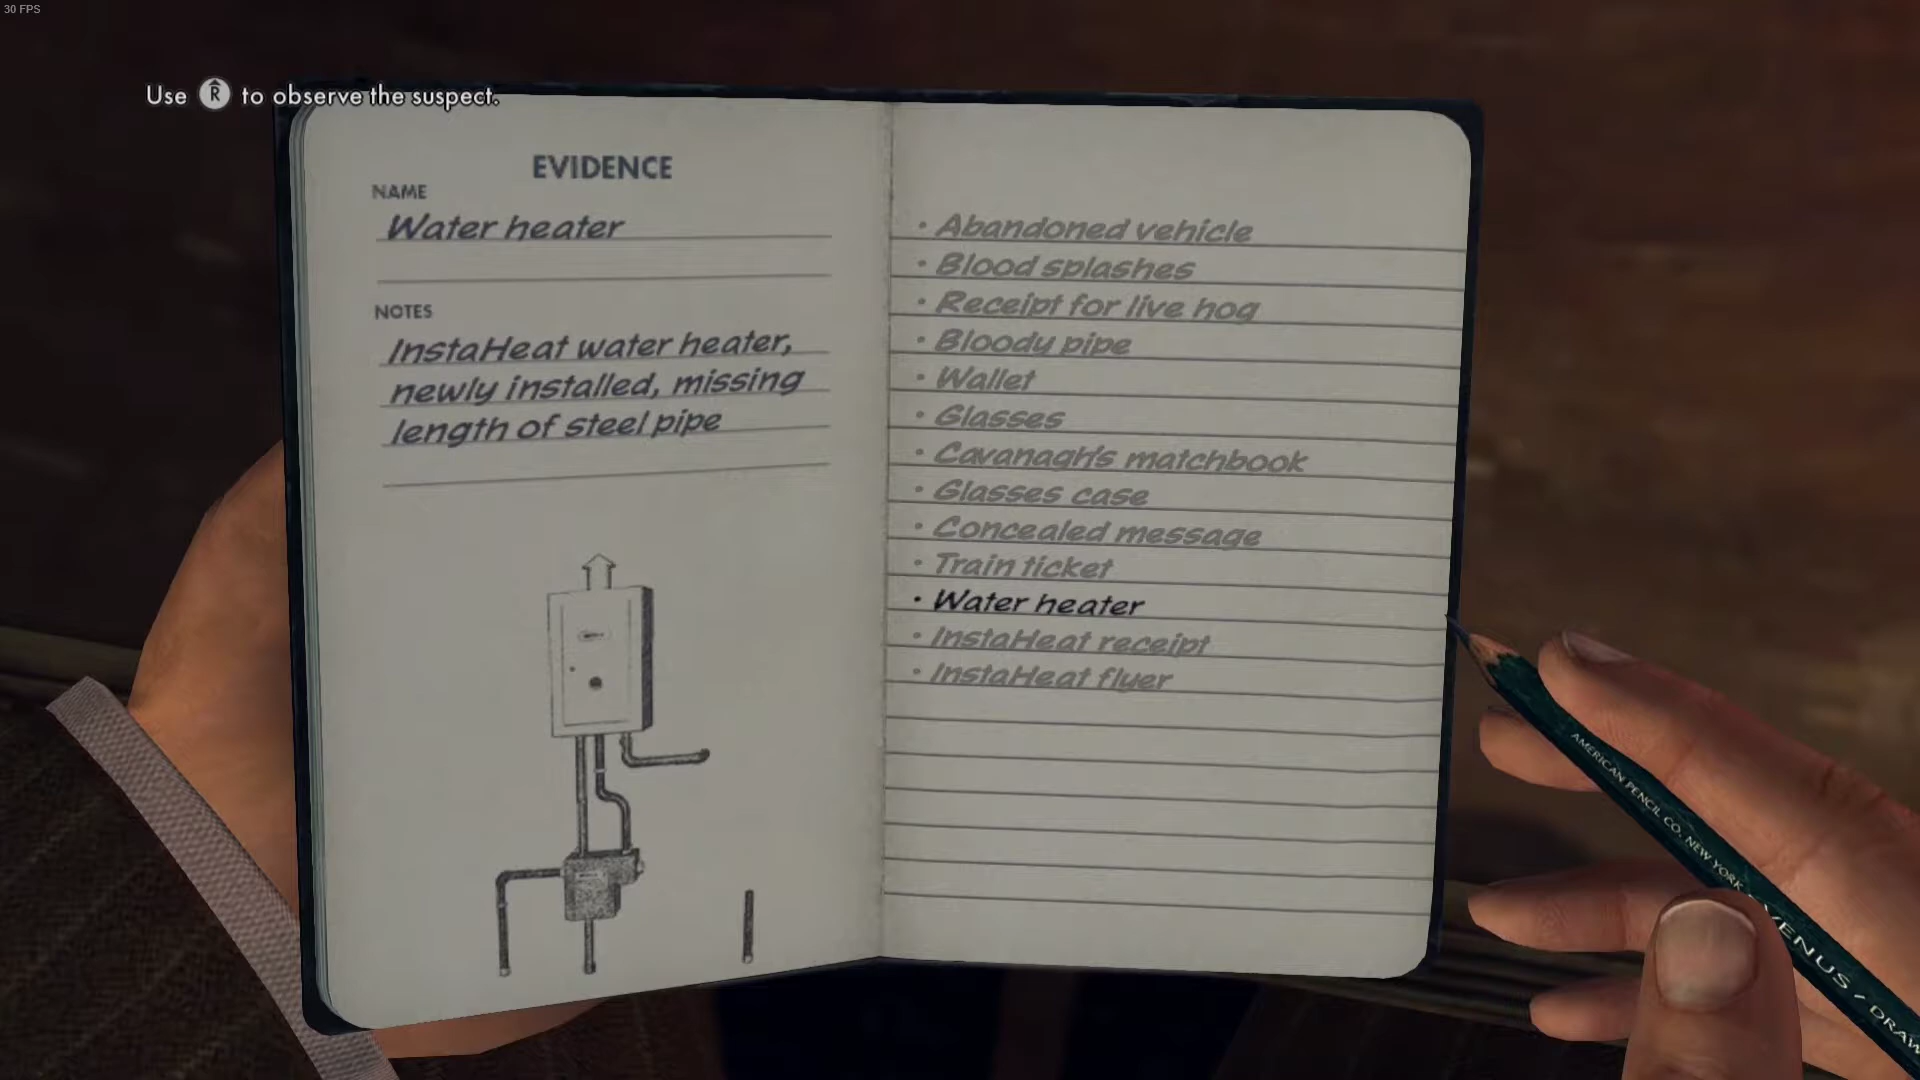 30 FPS
Use R to observe the suspect.
EVIDENCE
NAME
Water heater
NOTES
InstaHeat water heater,
newly installed, missing
length of steel pipe
• Abandoned vehicle
• Blood splashes
• Receipt for live hog
• Bloody pipe
• Wallet
• Glasses
• Cavanagh's matchbook
• Glasses case
• Concealed message
• Train ticket
• Water heater
• InstaHeat receipt
• InstaHeat flyer
AMERICAN PENCIL CO. NEW YORK
VENUS / DRAW